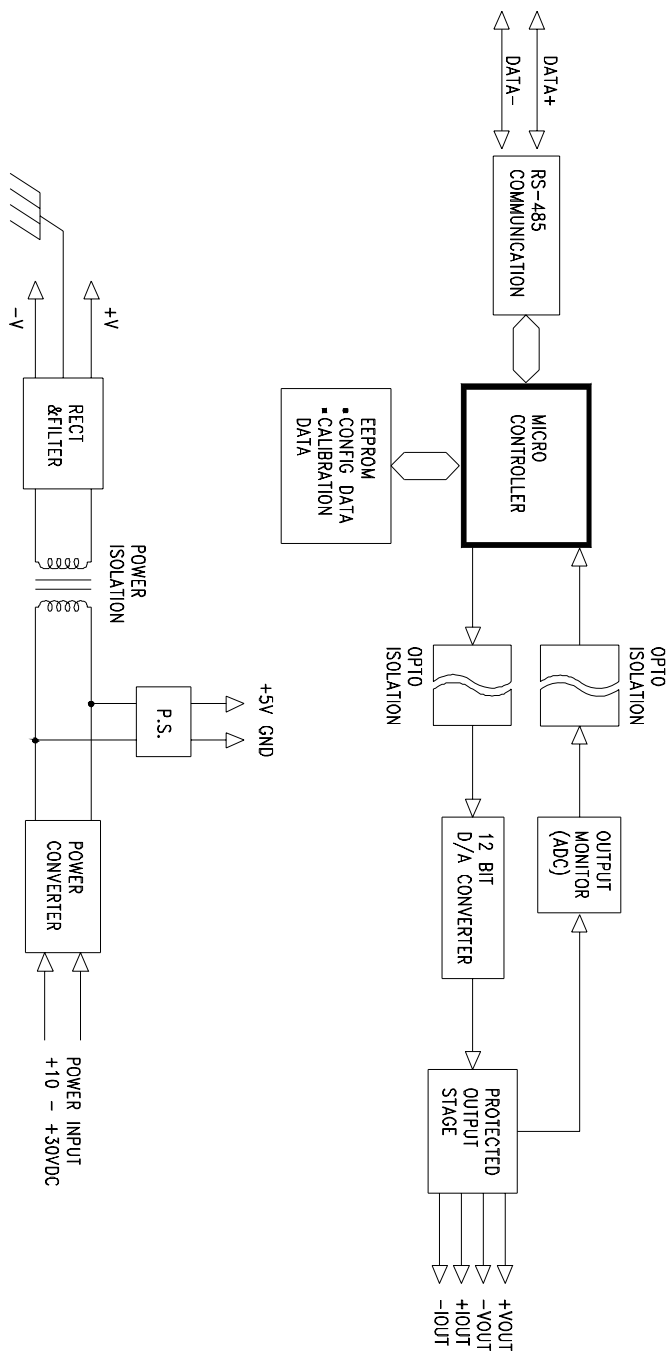 DATA+
DATA-
RS-485
COMMUNICATION
MICRO
CONTROLLER
EEPROM
▪ CONFIG DATA
▪ CALIBRATION
DATA
OPTO
ISOLATION
OPTO
ISOLATION
OUTPUT
MONITOR
(ADC)
12 BIT
D/A CONVERTER
PROTECTED
OUTPUT
STAGE
+VOUT
-VOUT
+IOUT
-IOUT
+V
-V
RECT
&FILTER
POWER
ISOLATION
+5V GND
P.S.
POWER
CONVERTER
POWER INPUT
+10 - +30VDC